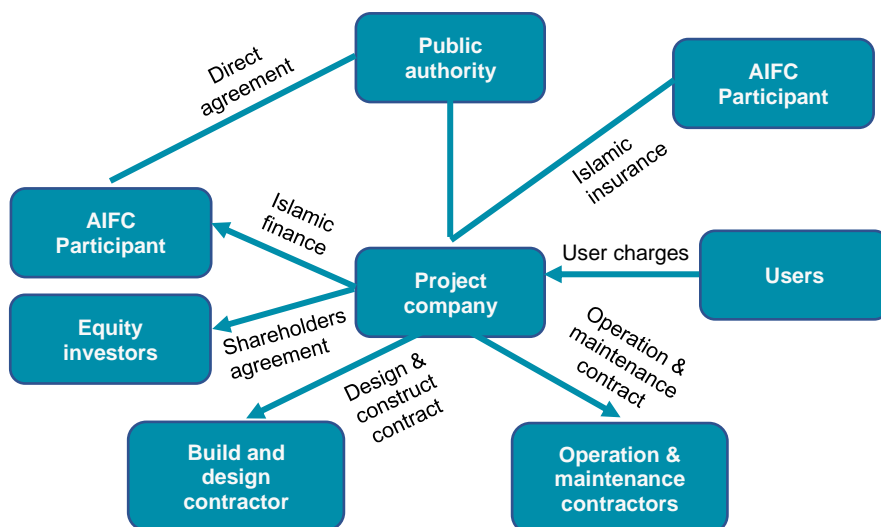 Public
authority
AIFC
Participant
Direct
agreement
Islamic
insurance
AIFC
Participant
Islamic
finance
Project
company
User charges
Users
Equity
investors
Shareholders
agreement
Design &
construct
contract
Operation &
maintenance
contract
Build and
design
contractor
Operation &
maintenance
contractors